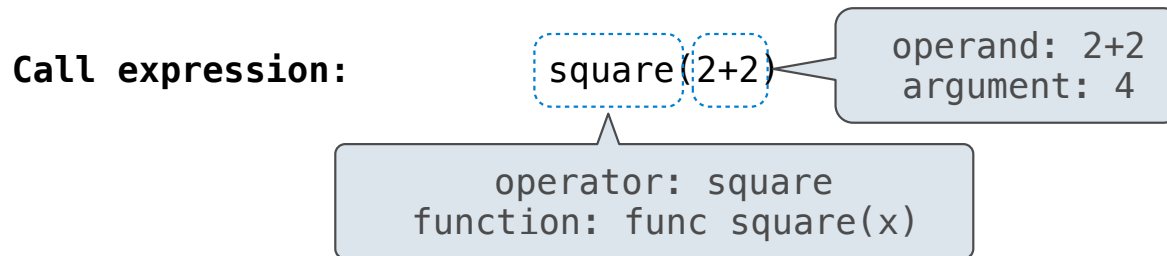 Call expression: square(2+2)
operand: 2+2
argument: 4
operator: square
function: func square(x)